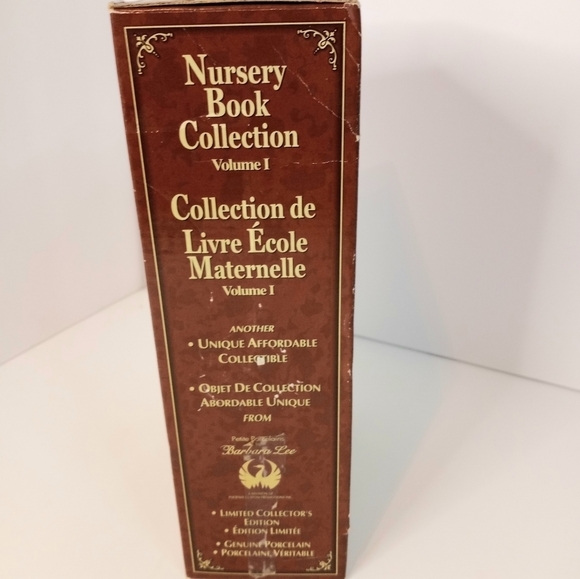 Nursery
Book
Collection
Volume I
Collection de
Livre École
Maternelle
Volume I
ANOTHER
• UNIQUE AFFORDABLE
COLLECTIBLE
• OBJET DE COLLECTION
ABORDABLE UNIQUE
FROM
Petite
Barbara Lee
• LIMITED COLLECTOR'S
EDITION
• ÉDITION LIMITÉE
• GENUINE PORCELAIN
• PORCELAINE VÉRITABLE